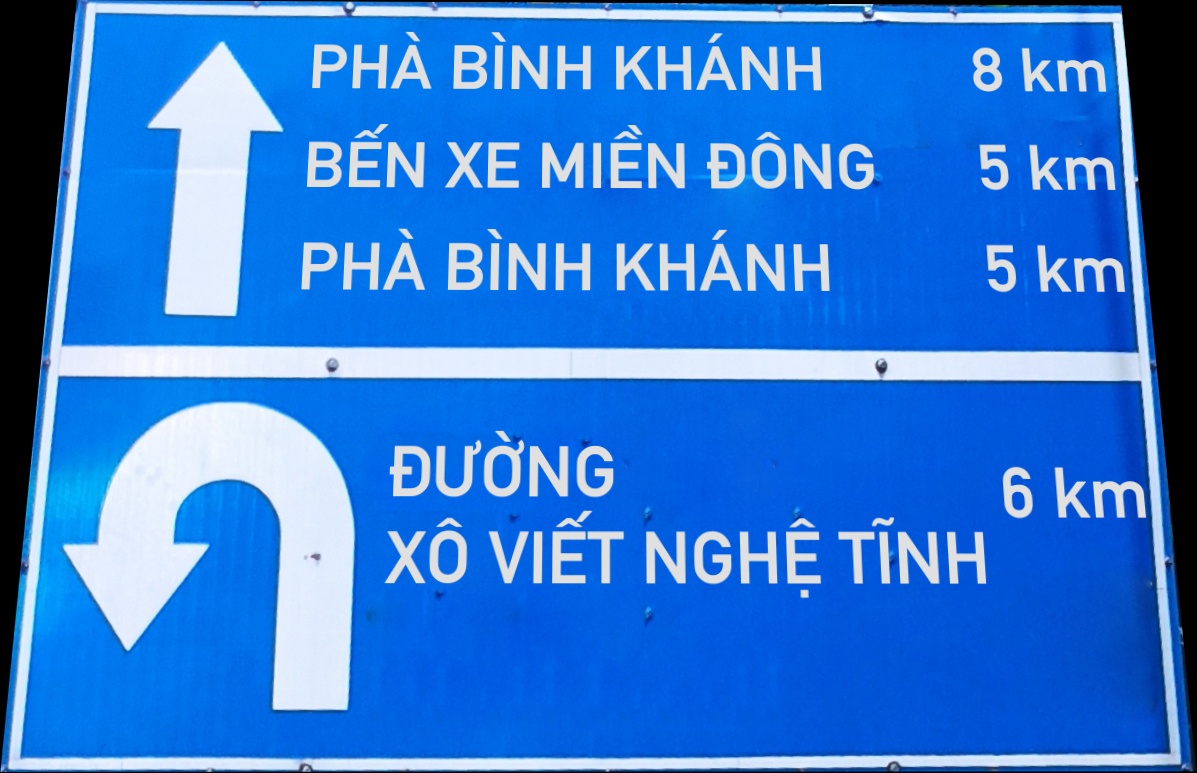 PHÀ BÌNH KHÁNH 8 km
BẾN XE MIỀN ĐÔNG 5 km
PHÀ BÌNH KHÁNH 5 km
ĐƯỜNG
6 km
XÔ VIẾT NGHỆ TĨNH